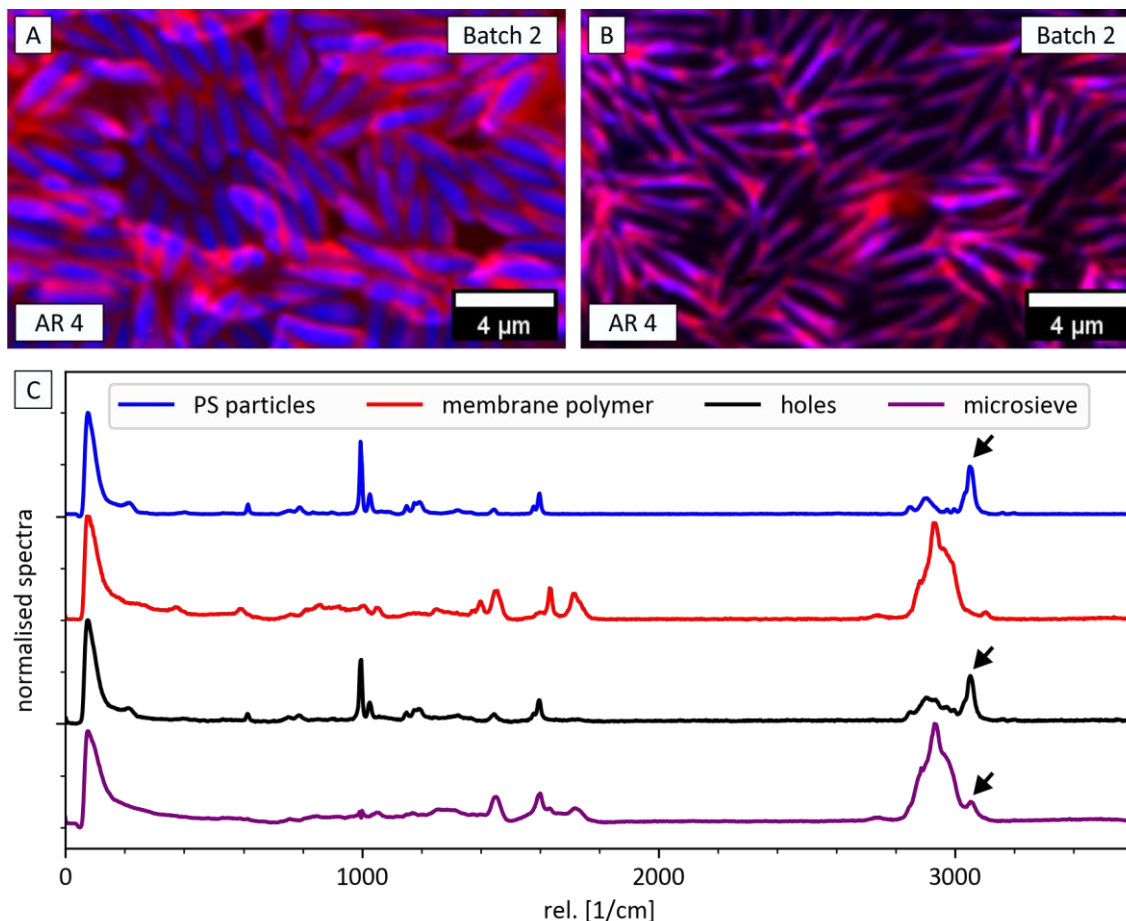 A
Batch 2
AR 4
4 μm
B
Batch 2
AR 4
4 μm
C
PS particles
membrane polymer
holes
microsieve
normalised spectra
0
1000
2000
3000
rel. [1/cm]